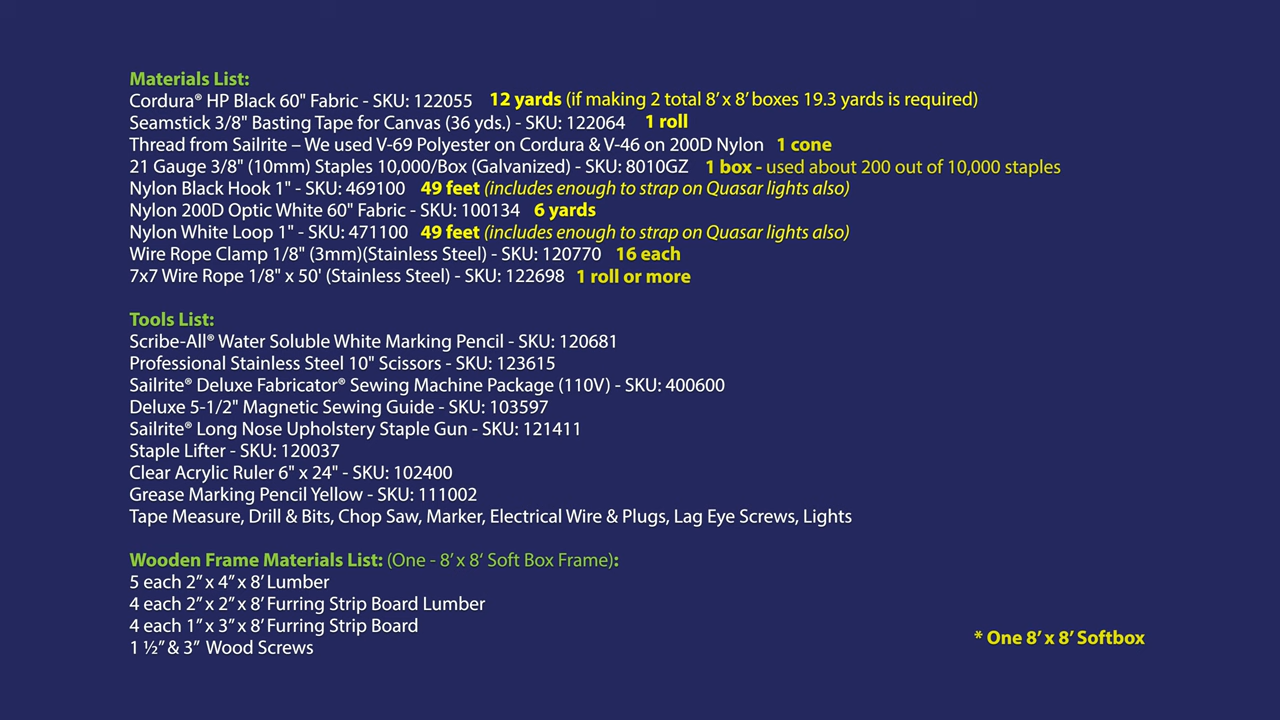 Materials List:
Cordura® HP Black 60" Fabric - SKU: 122055 12 yards (if making 2 total 8’ x 8’ boxes 19.3 yards is required)
Seamstick 3/8" Basting Tape for Canvas (36 yds.) - SKU: 122064 1 roll
Thread from Sailrite – We used V-69 Polyester on Cordura & V-46 on 200D Nylon 1 cone
21 Gauge 3/8" (10mm) Staples 10,000/Box (Galvanized) - SKU: 8010GZ 1 box - used about 200 out of 10,000 staples
Nylon Black Hook 1" - SKU: 469100 49 feet (includes enough to strap on Quasar lights also)
Nylon 200D Optic White 60" Fabric - SKU: 100134 6 yards
Nylon White Loop 1" - SKU: 471100 49 feet (includes enough to strap on Quasar lights also)
Wire Rope Clamp 1/8" (3mm)(Stainless Steel) - SKU: 120770 16 each
7x7 Wire Rope 1/8" x 50' (Stainless Steel) - SKU: 122698 1 roll or more
Tools List:
Scribe-All® Water Soluble White Marking Pencil - SKU: 120681
Professional Stainless Steel 10" Scissors - SKU: 123615
Sailrite® Deluxe Fabricator® Sewing Machine Package (110V) - SKU: 400600
Deluxe 5-1/2" Magnetic Sewing Guide - SKU: 103597
Sailrite® Long Nose Upholstery Staple Gun - SKU: 121411
Staple Lifter - SKU: 120037
Clear Acrylic Ruler 6" x 24" - SKU: 102400
Grease Marking Pencil Yellow - SKU: 111002
Tape Measure, Drill & Bits, Chop Saw, Marker, Electrical Wire & Plugs, Lag Eye Screws, Lights
Wooden Frame Materials List: (One - 8’ x 8‘ Soft Box Frame):
5 each 2” x 4” x 8’ Lumber
4 each 2” x 2” x 8’ Furring Strip Board Lumber
4 each 1” x 3” x 8’ Furring Strip Board
1 ½” & 3” Wood Screws
* One 8’ x 8’ Softbox